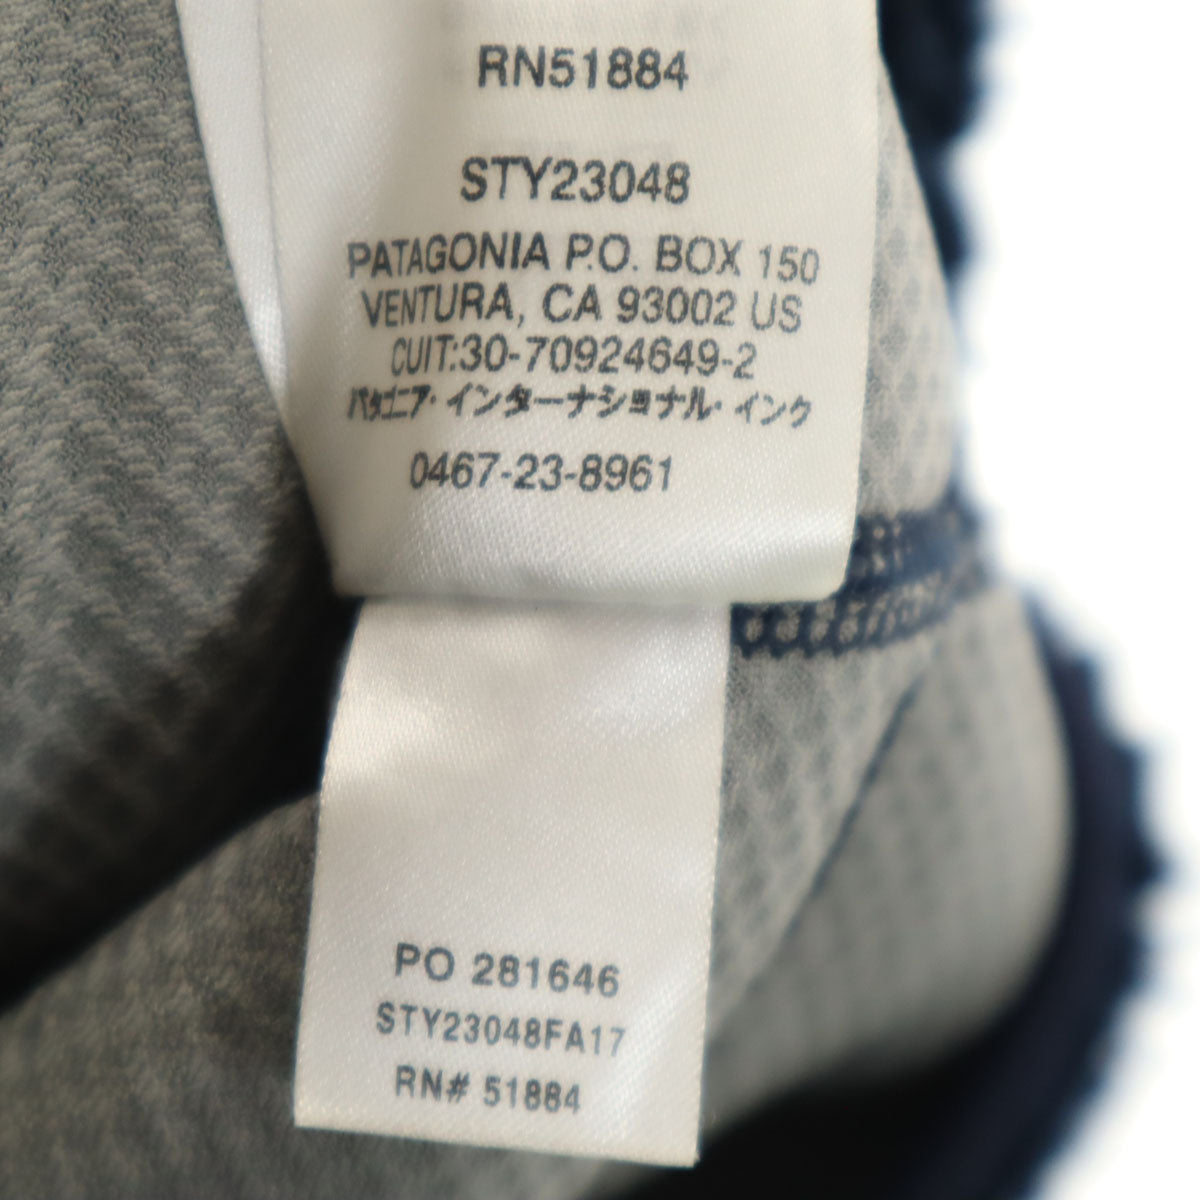 RN51884
STY23048
PATAGONIA P.O. BOX 150
VENTURA, CA 93002 US
CUIT:30-70924649-2
パタゴニア・インターナショナル・インク
0467-23-8961
PO 281646
STY23048FA17
RN# 51884